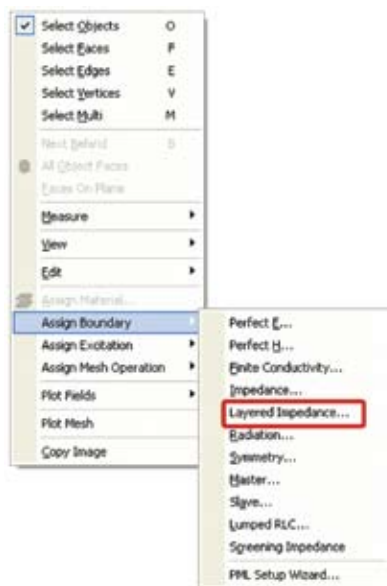 Select Objects O
Select Faces F
Select Edges E
Select Vertices V
Select Multi M
Next Behind B
All Object Faces
Faces On Plane
Measure
View
Edit
Assign Material...
Assign Boundary
Assign Excitation
Assign Mesh Operation
Plot Fields
Plot Mesh
Copy Image
Perfect E...
Perfect H...
Finite Conductivity...
Impedance...
Layered Impedance...
Radiation...
Symmetry...
Master...
Slave...
Lumped RLC...
Screening Impedance
PML Setup Wizard...